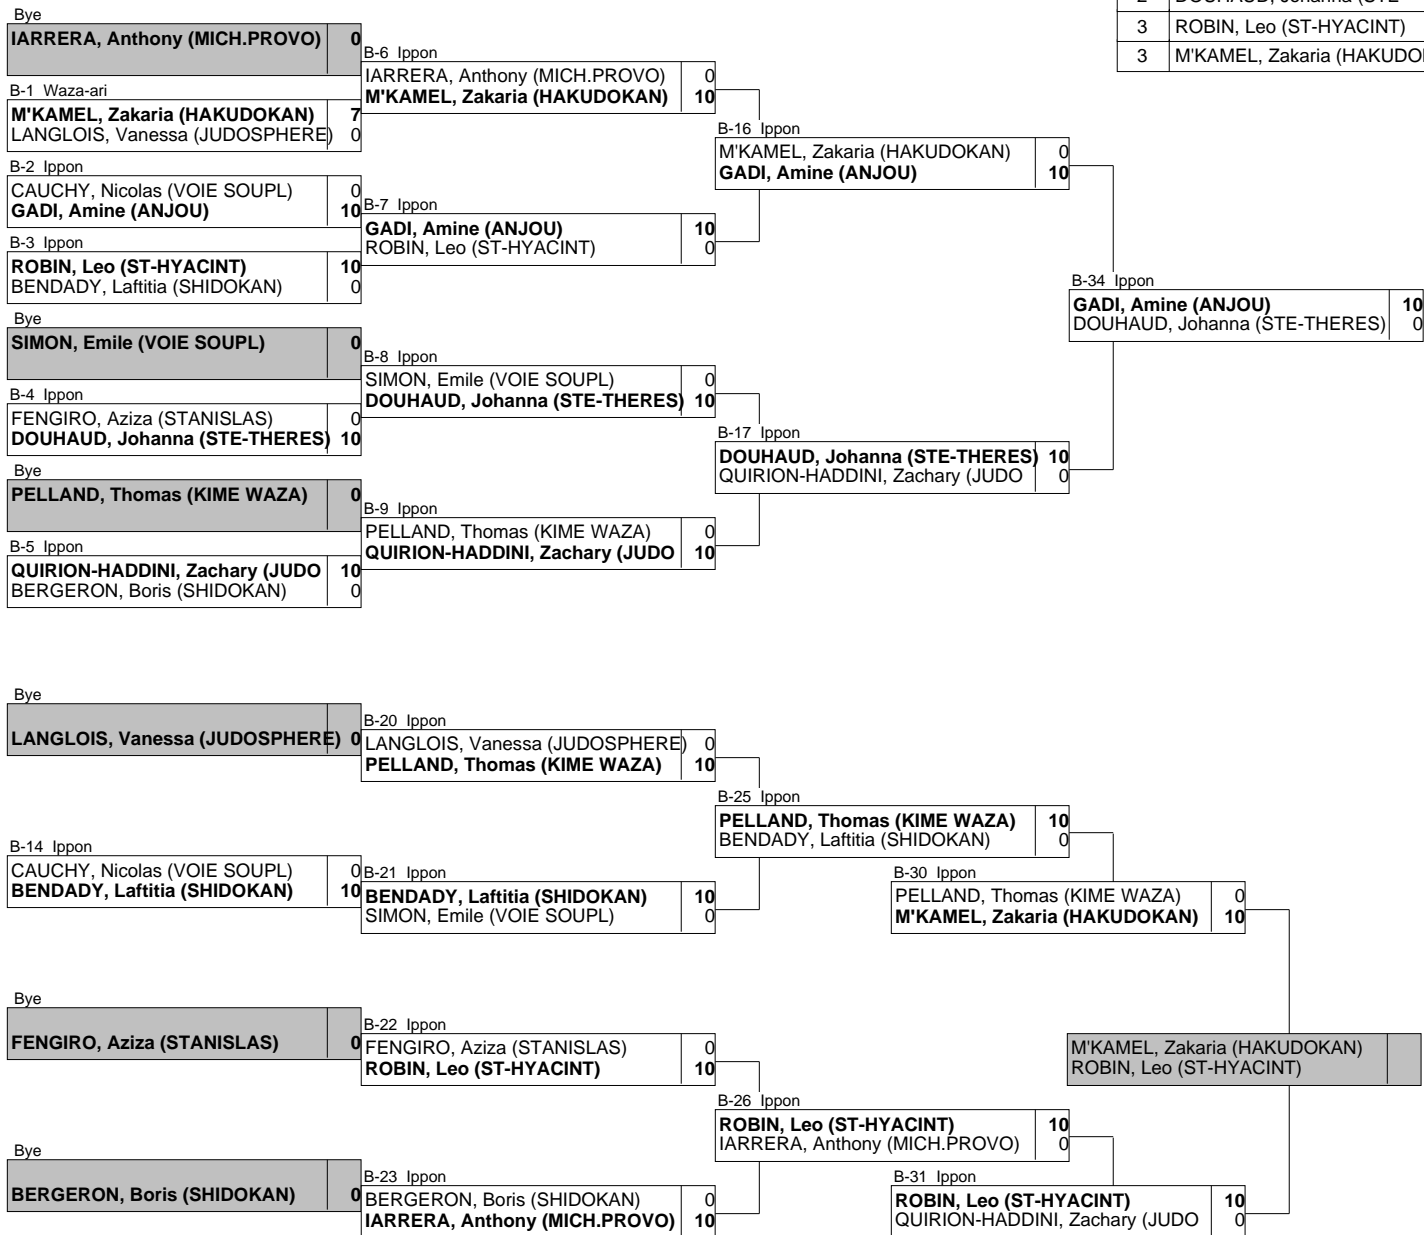 2 DOUHAUD, Johanna (STE
3 ROBIN, Leo (ST-HYACINT)
3 M'KAMEL, Zakaria (HAKUDO
Bye
IARRERA, Anthony (MICH.PROVO) 0
B-1 Waza-ari
M'KAMEL, Zakaria (HAKUDOKAN) 7
LANGLOIS, Vanessa (JUDOSPHERE) 0
B-2 Ippon
CAUCHY, Nicolas (VOIE SOUPL) 0
GADI, Amine (ANJOU) 10
B-3 Ippon
ROBIN, Leo (ST-HYACINT) 10
BENDADY, Laftitia (SHIDOKAN) 0
Bye
SIMON, Emile (VOIE SOUPL) 0
B-4 Ippon
FENGIRO, Aziza (STANISLAS) 0
DOUHAUD, Johanna (STE-THERES) 10
Bye
PELLAND, Thomas (KIME WAZA) 0
B-5 Ippon
QUIRION-HADDINI, Zachary (JUDO 10
BERGERON, Boris (SHIDOKAN) 0
B-6 Ippon
IARRERA, Anthony (MICH.PROVO) 0
M'KAMEL, Zakaria (HAKUDOKAN) 10
B-7 Ippon
GADI, Amine (ANJOU) 10
ROBIN, Leo (ST-HYACINT) 0
B-8 Ippon
SIMON, Emile (VOIE SOUPL) 0
DOUHAUD, Johanna (STE-THERES) 10
B-9 Ippon
PELLAND, Thomas (KIME WAZA) 0
QUIRION-HADDINI, Zachary (JUDO 10
B-16 Ippon
M'KAMEL, Zakaria (HAKUDOKAN) 0
GADI, Amine (ANJOU) 10
B-17 Ippon
DOUHAUD, Johanna (STE-THERES) 10
QUIRION-HADDINI, Zachary (JUDO 0
B-34 Ippon
GADI, Amine (ANJOU) 10
DOUHAUD, Johanna (STE-THERES) 0
Bye
LANGLOIS, Vanessa (JUDOSPHERE) 0
B-14 Ippon
CAUCHY, Nicolas (VOIE SOUPL) 0
BENDADY, Laftitia (SHIDOKAN) 10
Bye
FENGIRO, Aziza (STANISLAS) 0
Bye
BERGERON, Boris (SHIDOKAN) 0
B-20 Ippon
LANGLOIS, Vanessa (JUDOSPHERE) 0
PELLAND, Thomas (KIME WAZA) 10
B-21 Ippon
BENDADY, Laftitia (SHIDOKAN) 10
SIMON, Emile (VOIE SOUPL) 0
B-22 Ippon
FENGIRO, Aziza (STANISLAS) 0
ROBIN, Leo (ST-HYACINT) 10
B-23 Ippon
BERGERON, Boris (SHIDOKAN) 0
IARRERA, Anthony (MICH.PROVO) 10
B-25 Ippon
PELLAND, Thomas (KIME WAZA) 10
BENDADY, Laftitia (SHIDOKAN) 0
B-26 Ippon
ROBIN, Leo (ST-HYACINT) 10
IARRERA, Anthony (MICH.PROVO) 0
B-30 Ippon
PELLAND, Thomas (KIME WAZA) 0
M'KAMEL, Zakaria (HAKUDOKAN) 10
B-31 Ippon
ROBIN, Leo (ST-HYACINT) 10
QUIRION-HADDINI, Zachary (JUDO 0
M'KAMEL, Zakaria (HAKUDOKAN)
ROBIN, Leo (ST-HYACINT)